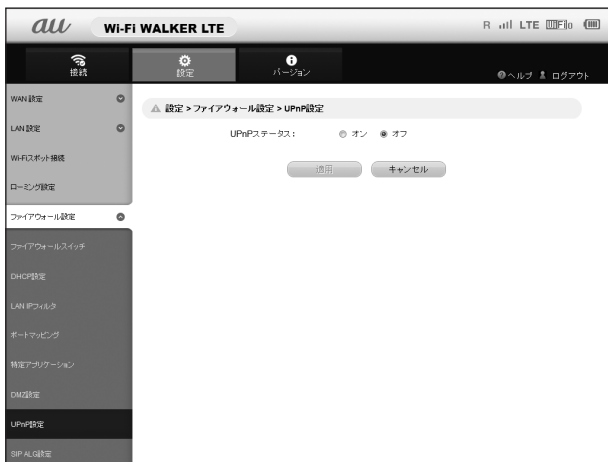 au Wi-Fi WALKER LTE
R LTE
接続
設定
バージョン
ヘルプ ログアウト
WAN設定
LAN設定
Wi-Fiスポット接続
ローミング設定
ファイアウォール設定
ファイアウォールスイッチ
DHCP設定
LAN IPフィルタ
ポートマッピング
特定アプリケーション
DMZ設定
UPnP設定
SIP ALG設定
設定 > ファイアウォール設定 > UPnP設定
UPnPステータス： オン オフ
適用 キャンセル